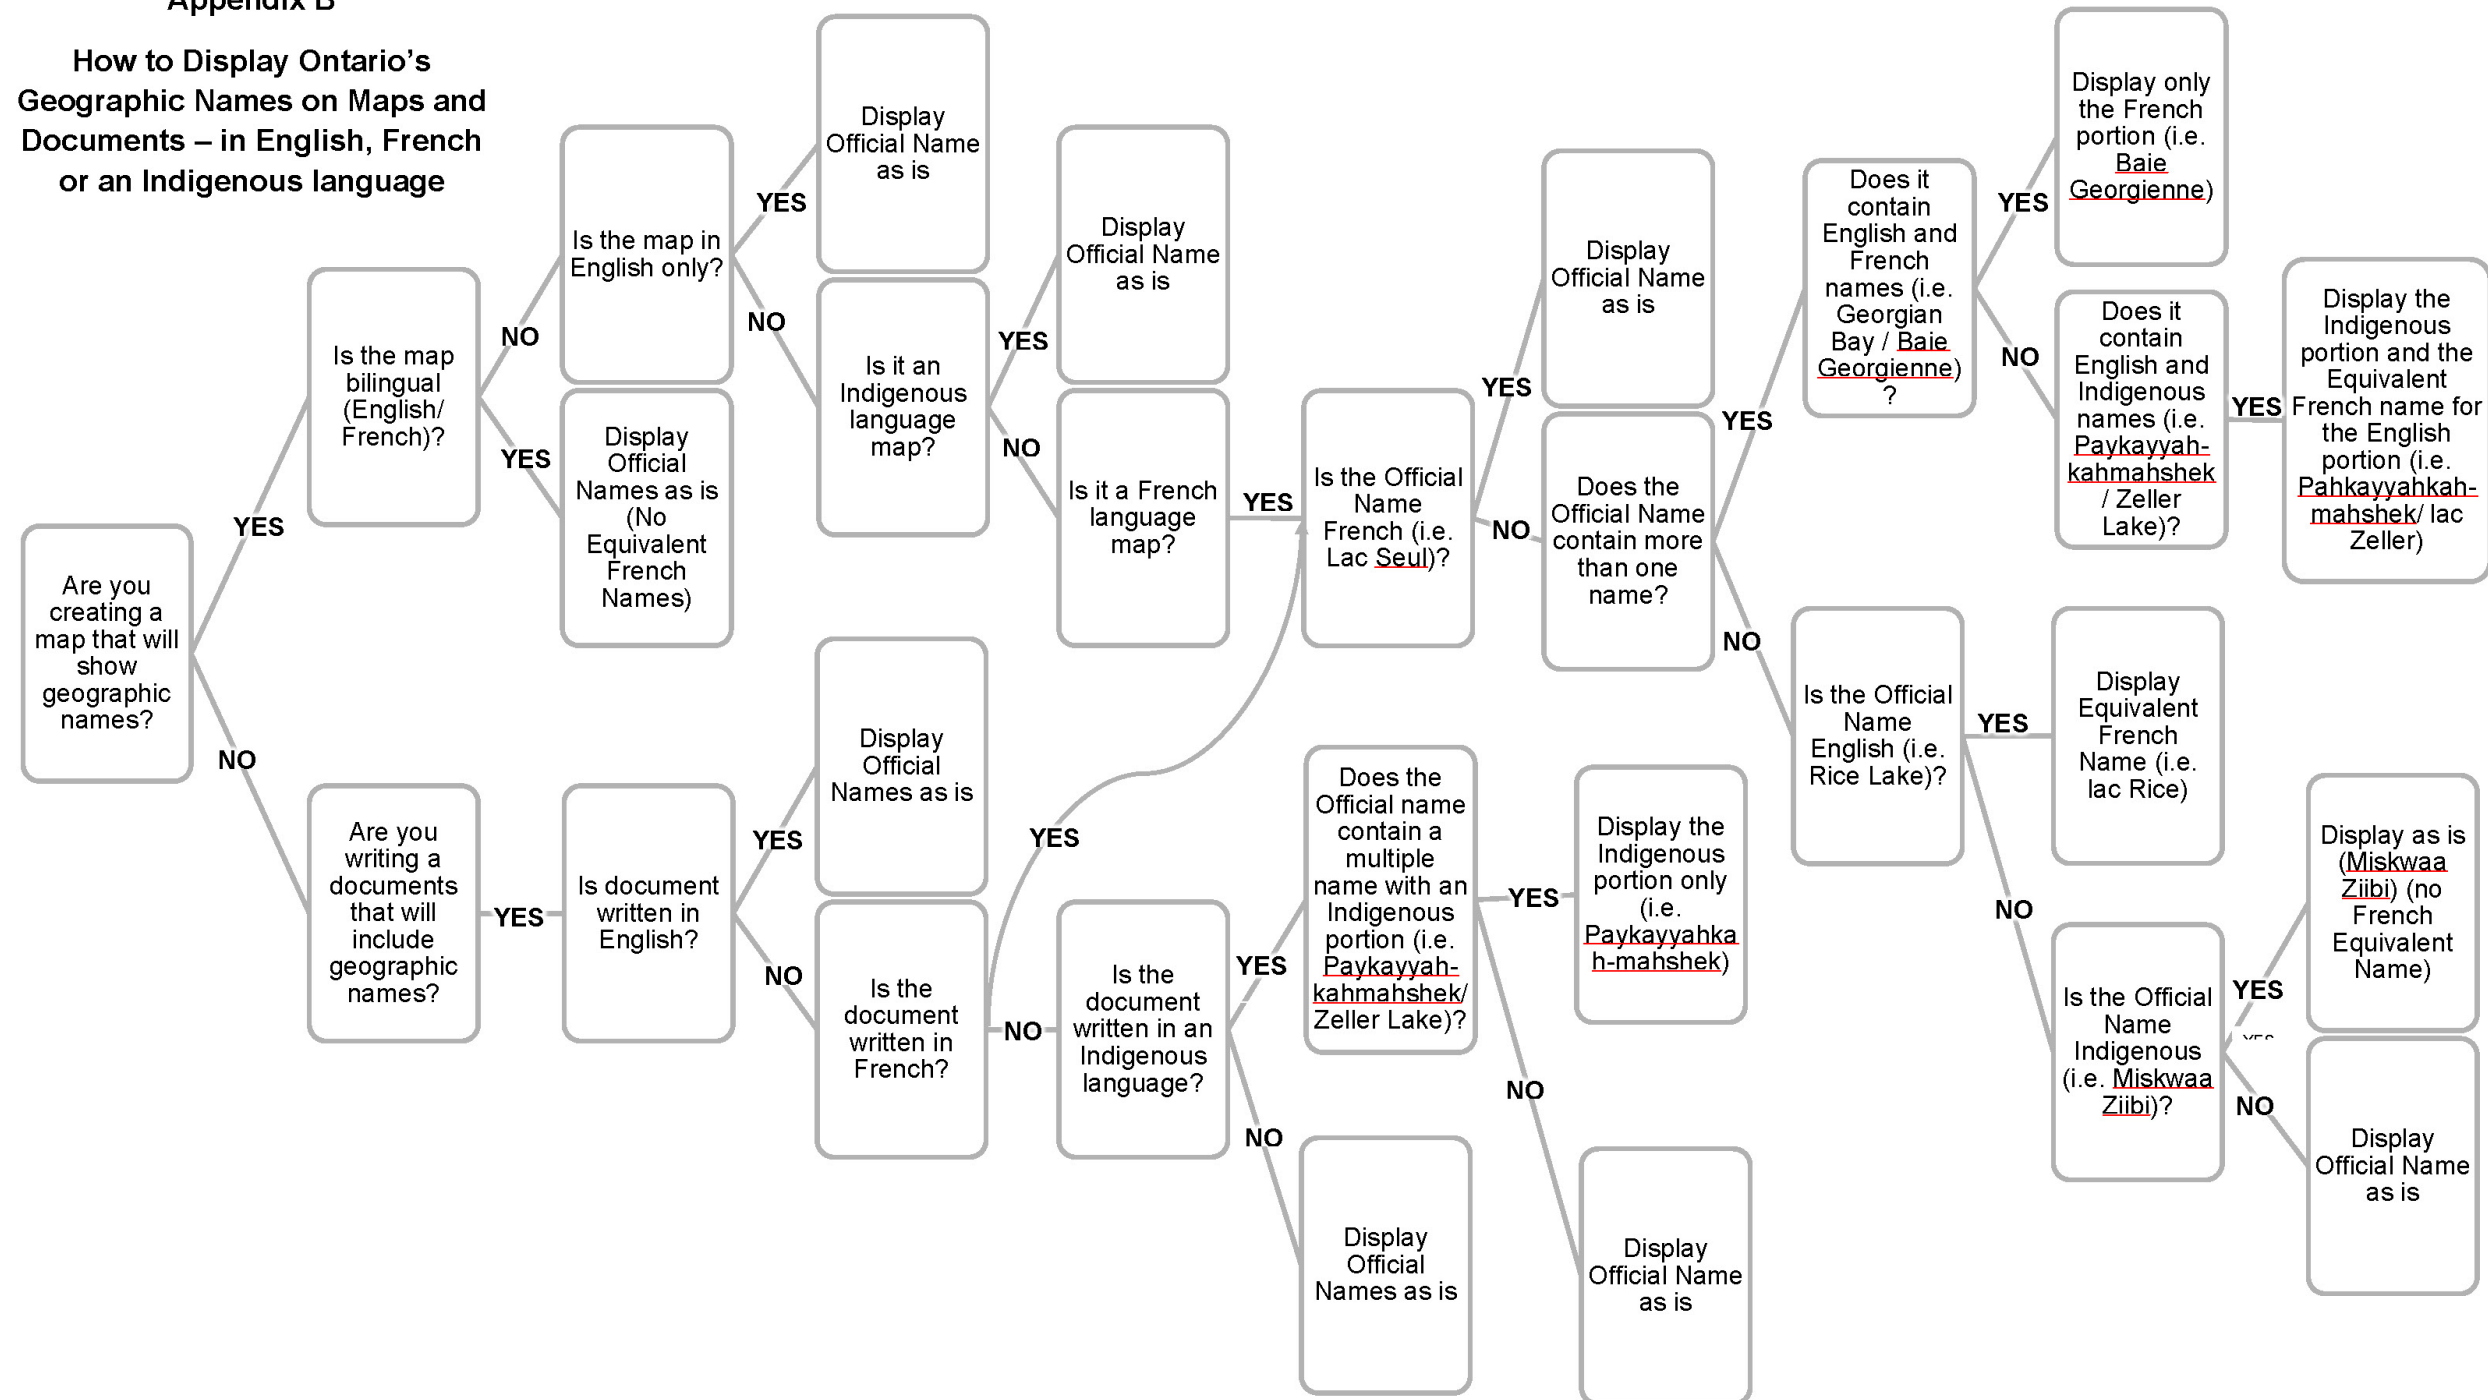 Appendix B
How to Display Ontario's
Geographic Names on Maps and
Documents – in English, French
or an Indigenous language
Are you
creating a
map that will
show
geographic
names?
YES
NO
Is the map
bilingual
(English/
French)?
NO
YES
Is the map in
English only?
YES
NO
Display
Official
Names as is
(No
Equivalent
French
Names)
Display
Official Name
as is
Is it an
Indigenous
language
map?
YES
NO
Display
Official Name
as is
Is it a French
language
map?
YES
Is the Official
Name
French (i.e.
Lac Seul)?
YES
NO
Display
Official Name
as is
Does the
Official Name
contain more
than one
name?
YES
NO
Does it
contain
English and
French
names (i.e.
Georgian
Bay / Baie
Georgienne)
?
YES
NO
Display only
the French
portion (i.e.
Baie
Georgienne)
Does it
contain
English and
Indigenous
names (i.e.
Paykayyah-
kahmahshek
/ Zeller
Lake)?
YES
Display the
Indigenous
portion and the
Equivalent
French name for
the English
portion (i.e.
Pahkayyahkah-
mahshek/ lac
Zeller)
Is the Official
Name
English (i.e.
Rice Lake)?
YES
NO
Display
Equivalent
French
Name (i.e.
lac Rice)
Is the Official
Name
Indigenous
(i.e. Miskwaa
Ziibi)?
YES
YES
NO
Display as is
(Miskwaa
Ziibi) (no
French
Equivalent
Name)
Display
Official Name
as is
Are you
writing a
documents
that will
include
geographic
names?
YES
Is document
written in
English?
YES
NO
Display
Official
Names as is
Is the
document
written in
French?
YES
NO
Is the
document
written in an
Indigenous
language?
YES
NO
Does the
Official name
contain a
multiple
name with an
Indigenous
portion (i.e.
Paykayyah-
kahmahshek/
Zeller Lake)?
YES
NO
Display the
Indigenous
portion only
(i.e.
Paykayyahka
h-mahshek)
Display
Official
Names as is
Display
Official Name
as is